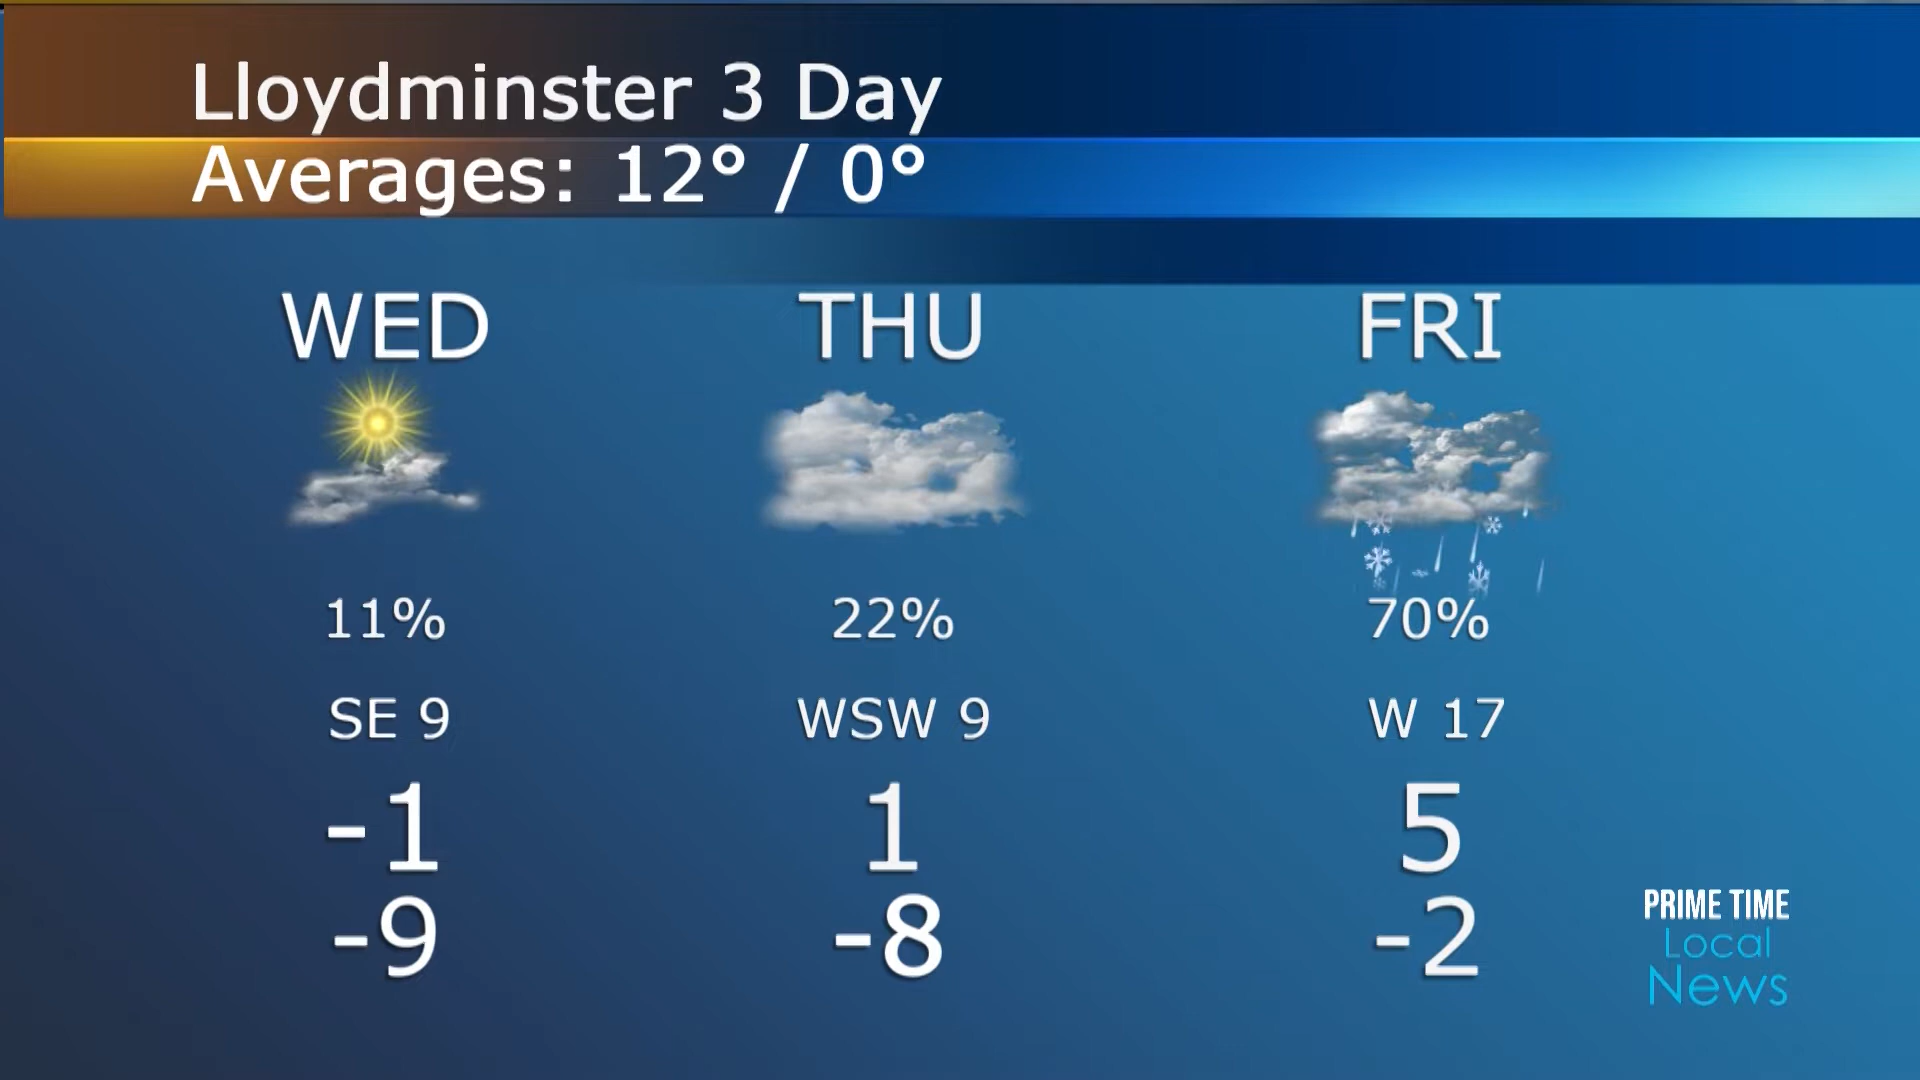 Lloydminster 3 Day
Averages: 12° / 0°
WED THU FRI
11% 22% 70%
SE 9 WSW 9 W 17
-1 1 5
-9 -8 -2
PRIME TIME
Local
News